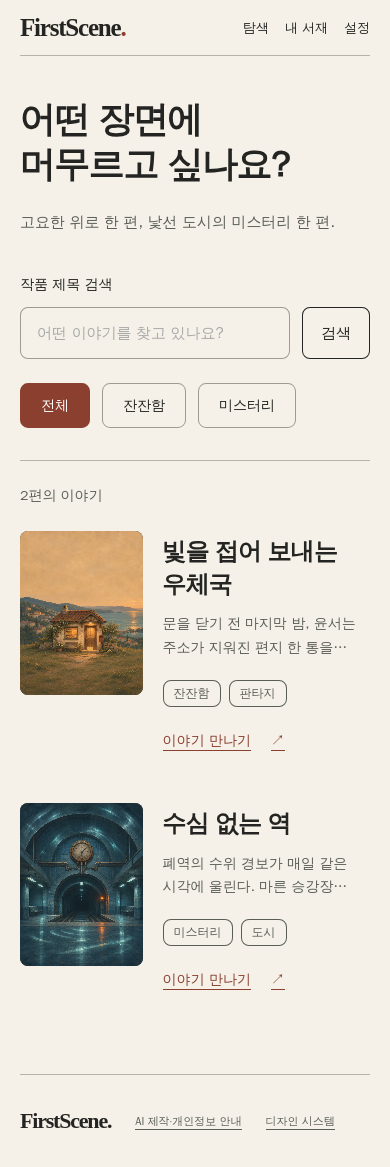 FirstScene.
탐색 내 서재 설정
어떤 장면에
머무르고 싶나요?
고요한 위로 한 편, 낯선 도시의 미스터리 한 편.
작품 제목 검색
어떤 이야기를 찾고 있나요?
검색
전체 잔잔함 미스터리
2편의 이야기
빛을 접어 보내는
우체국
문을 닫기 전 마지막 밤, 윤서는
주소가 지워진 편지 한 통을…
잔잔함 판타지
이야기 만나기 ↗
수심 없는 역
폐역의 수위 경보가 매일 같은
시각에 울린다. 마른 승강장…
미스터리 도시
이야기 만나기 ↗
FirstScene. AI 제작·개인정보 안내 디자인 시스템